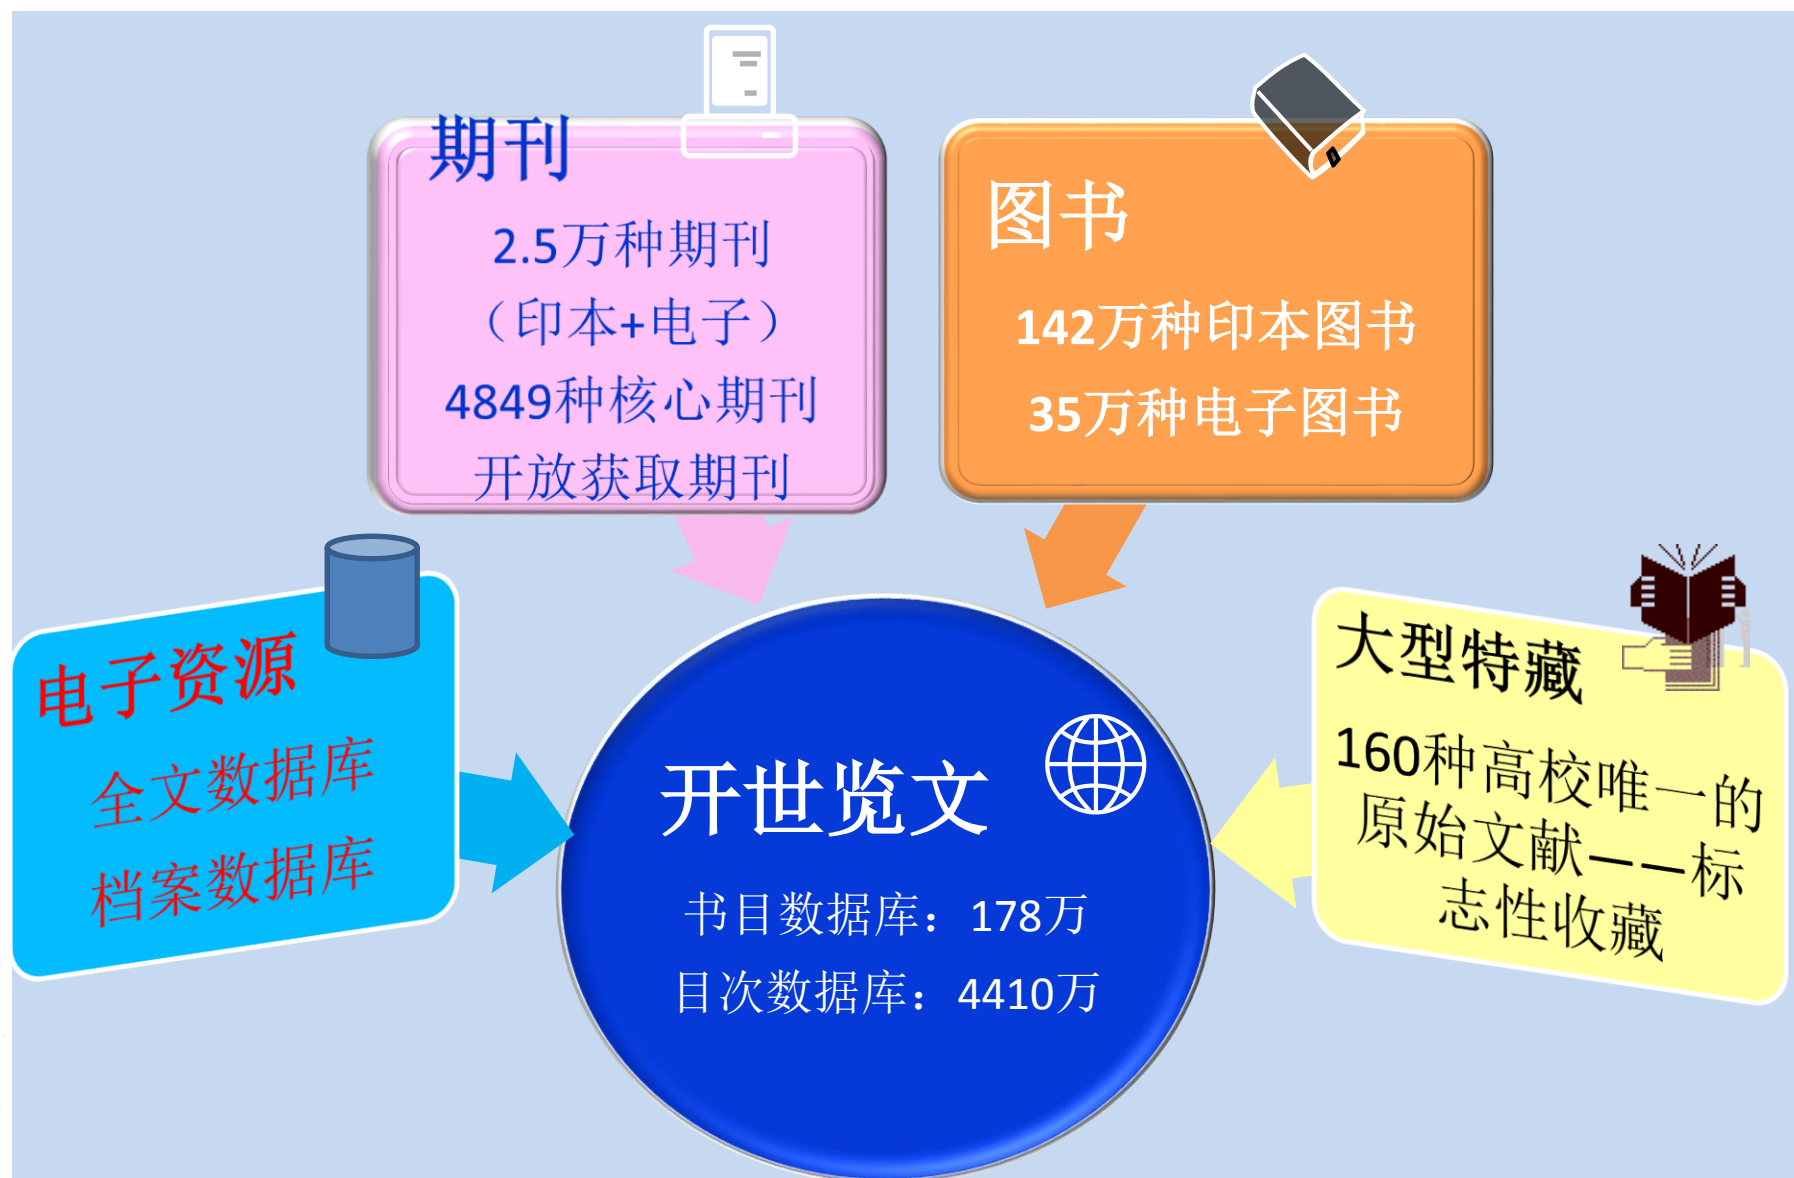 期刊
2.5万种期刊
（印本+电子）
4849种核心期刊
开放获取期刊
图书
142万种印本图书
35万种电子图书
电子资源
全文数据库
档案数据库
开世览文
书目数据库：178万
目次数据库：4410万
大型特藏
160种高校唯一的
原始文献——标
志性收藏